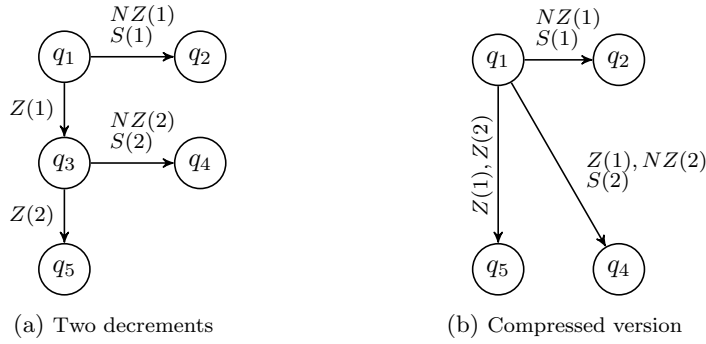 NZ(1)
S(1)
q1
q2
Z(1)
NZ(2)
S(2)
q3
q4
Z(2)
q5
(a) Two decrements
NZ(1)
S(1)
q1
q2
Z(1), Z(2)
Z(1), NZ(2)
S(2)
q5
q4
(b) Compressed version